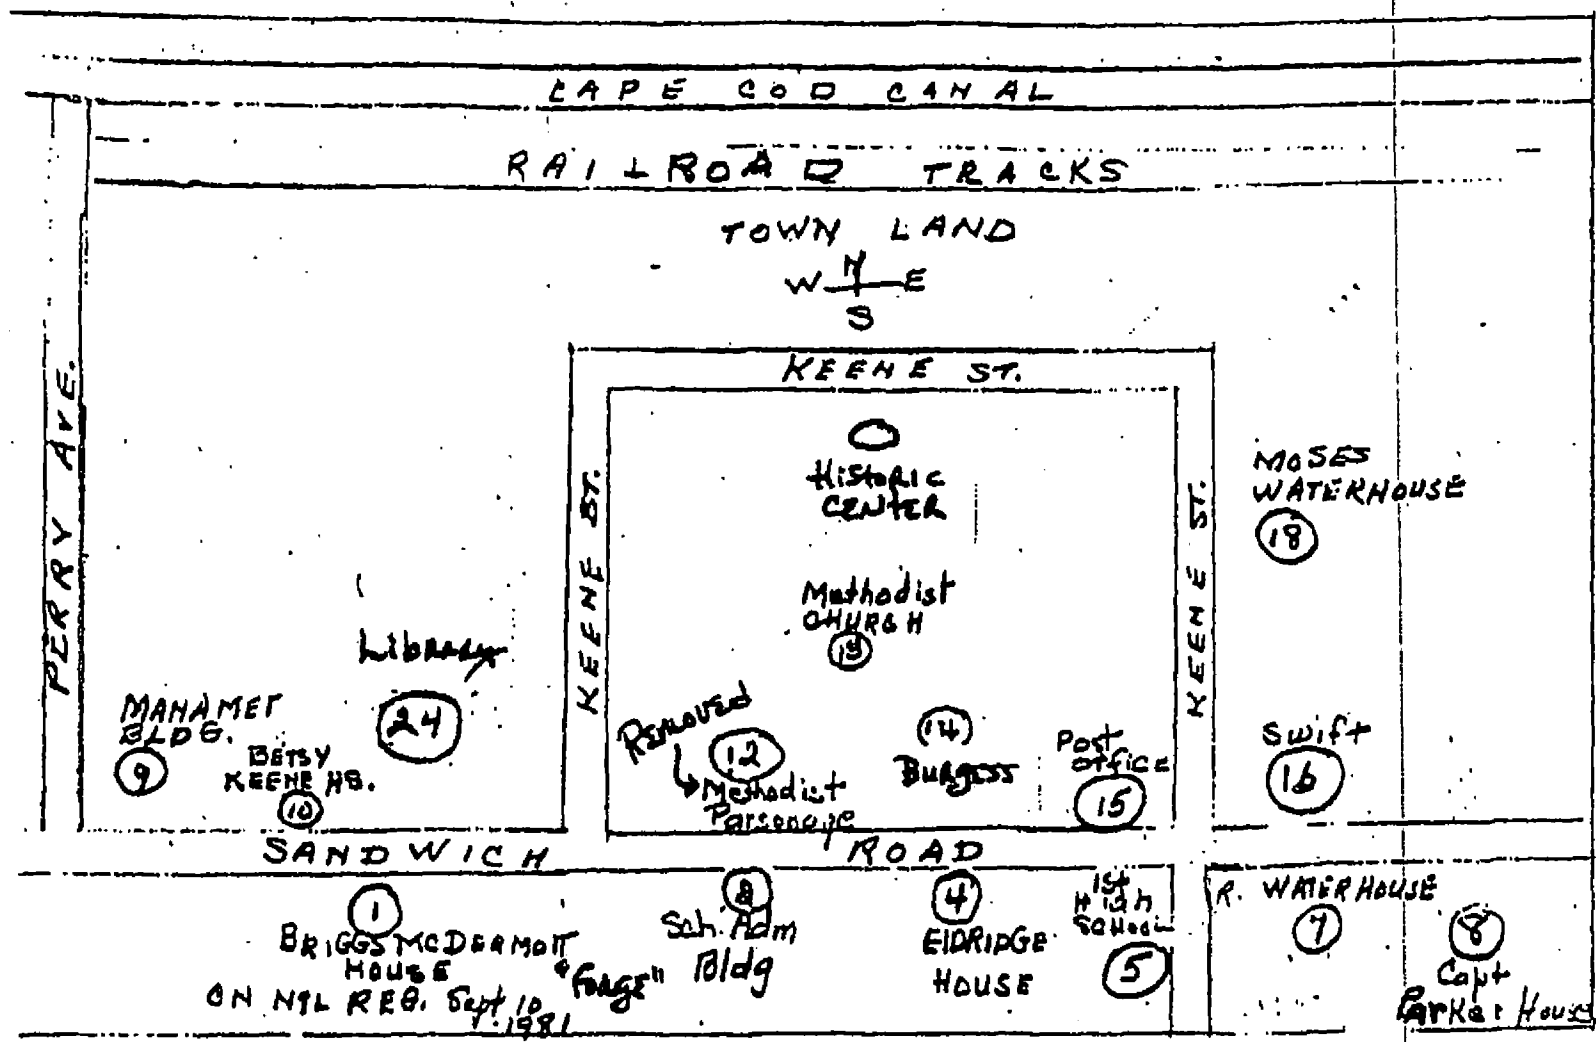 CAPE COD CANAL
RAILROAD TRACKS
TOWN LAND
N
W E
S
KEENE ST.
PERRY AVE.
KEENE ST.
KEENE ST.
HISTORIC
CENTER
MOSES
WATERHOUSE
18
Methodist
CHURCH
13
Library
24
MANAMET
BLDG.
9
BETSY
KEENE HS.
10
REMOVED
12
Methodist
Parsonage
14
BURGESS
Post
office
15
Swift
16
SANDWICH ROAD
1
BRIGGS MCDERMOTT
HOUSE
ON NTL REG. Sept 10
1981
"FORGE"
Sch. Adm
Bldg
4
ElDRIDGE
HOUSE
1st
High
School
5
R. WATERHOUSE
7
8
Capt
Parker House